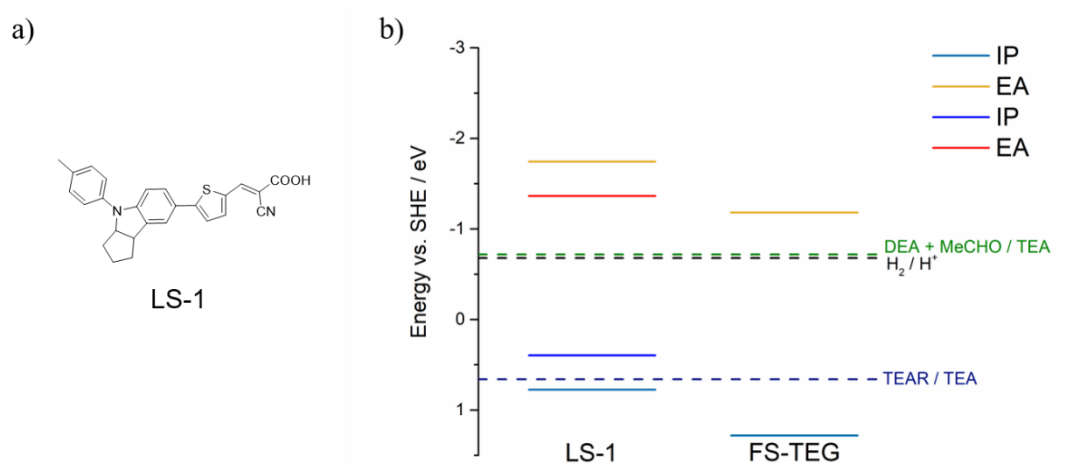 a)
S
COOH
N
CN
LS-1
b)
Energy vs. SHE / eV
-3
-2
-1
0
1
IP
EA
IP
EA
DEA + MeCHO / TEA
H₂ / H⁺
TEAR / TEA
LS-1
FS-TEG